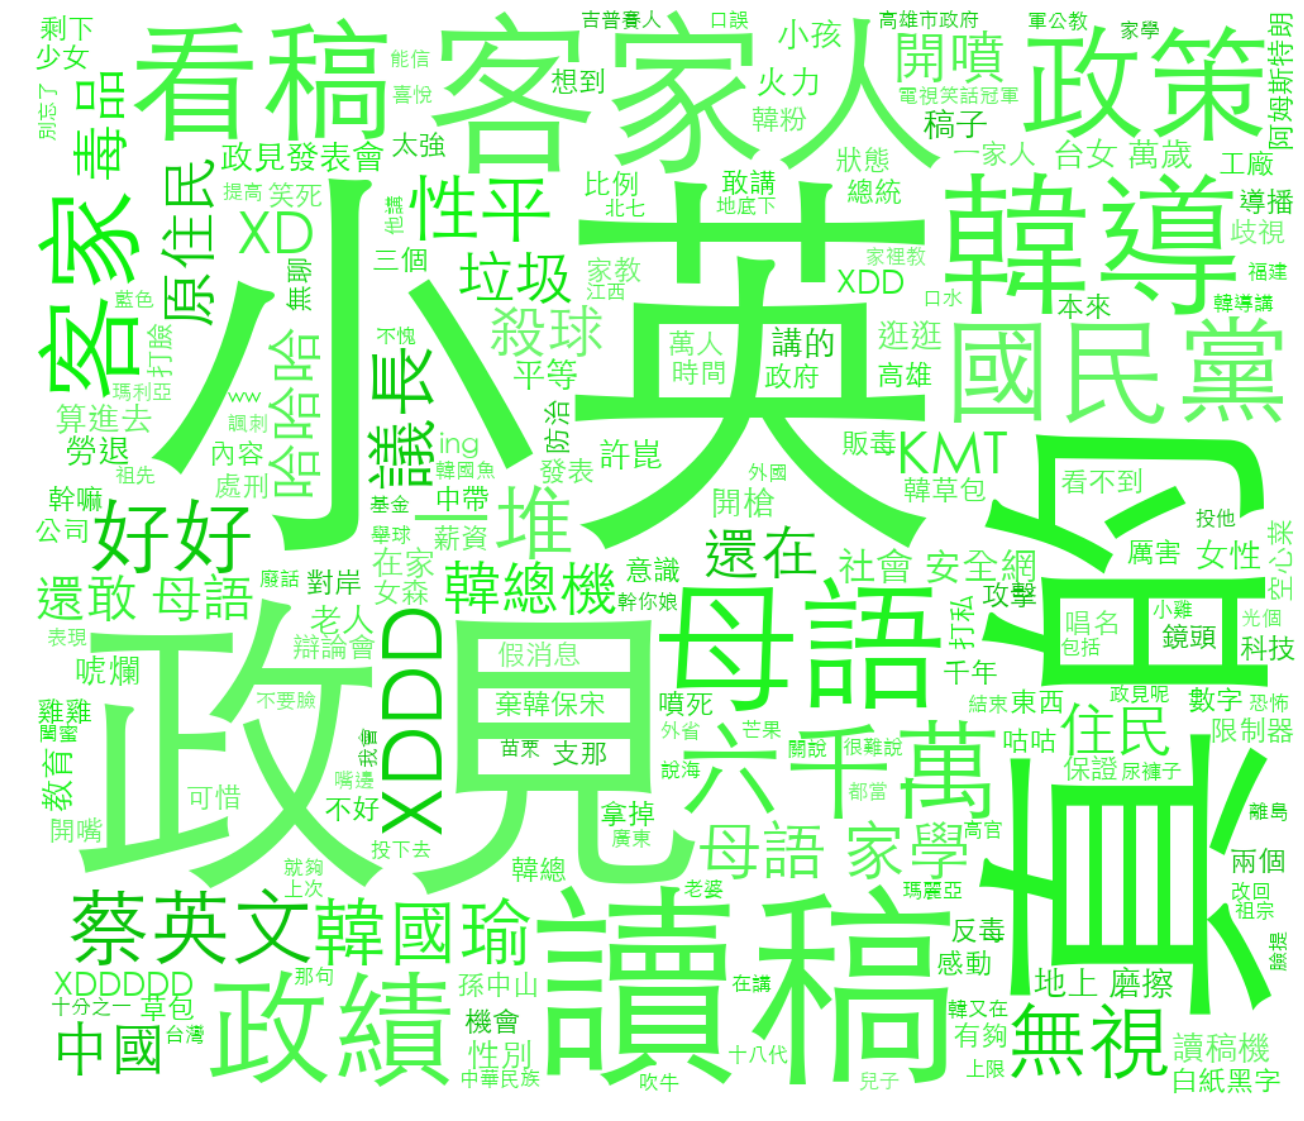 剩下
少女
別忘了
毒品
看稿
客家人
吉普賽人
口誤
小孩
高雄市政府
軍公教
家學
政策
阿姆斯特朗
能信
喜悅
想到
火力
韓粉
開噴
電視笑話冠軍
稿子
政見發表會
太強
狀態
一家人
台女 萬歲
工廠
客家
原住民
提高
笑死
XD
他講
性平
比例
北七
敢講
地底下
總統
韓導
導播
歧視
福建
韓導講
小英
無聊
三個
垃圾
家教
江西
家裡教
XDD
口水
本來
藍色
打臉
瑪利亞
ww
諷刺
哈哈哈哈
不愧
議長
殺球
平等
萬人
時間
講的
政府
逛逛
高雄
國民黨
算進去
勞退
祖先
內容
處刑
ing
韓國魚
防治
發表
許崑
外國
販毒
KMT
韓草包
看不到
投他
幹嘛
公司
好好
基金
舉球
中帶
薪資
一堆
開槍
還在
社會 安全網
真的
厲害
女性
空心菜
還敢 母語
廢話
對岸
在家
女森
韓總機
意識
幹你娘
母語
攻擊
打私
唱名
包括
小雞
鏡頭
光個
科技
表現
唬爛
政見
老人
辯論會
XDDD
假消息
棄韓保宋
噴死
千年
結束
東西
政見呢
數字
恐怖
雞雞
閨蜜
教育
不要臉
我會
苗栗
支那
外省
說海
芒果
六千萬
關說
很難說
都當
咕咕
住民
保證
尿褲子
限制器
開嘴
可惜
嘴邊
不好
拿掉
廣東
母語 家學
高官
離島
投下去
就夠
上次
韓總
老婆
瑪麗亞
兩個
改回
祖宗
蔡英文
韓國瑜
讀稿
反毒
感動
臉提
XDDDDD
十分之一
草包
那句
孫中山
在講
地上 磨擦
中國
台灣
政績
機會
性別
中華民族
吹牛
十八代
兒子
韓又在
有夠
上限
無視
讀稿機
白紙黑字